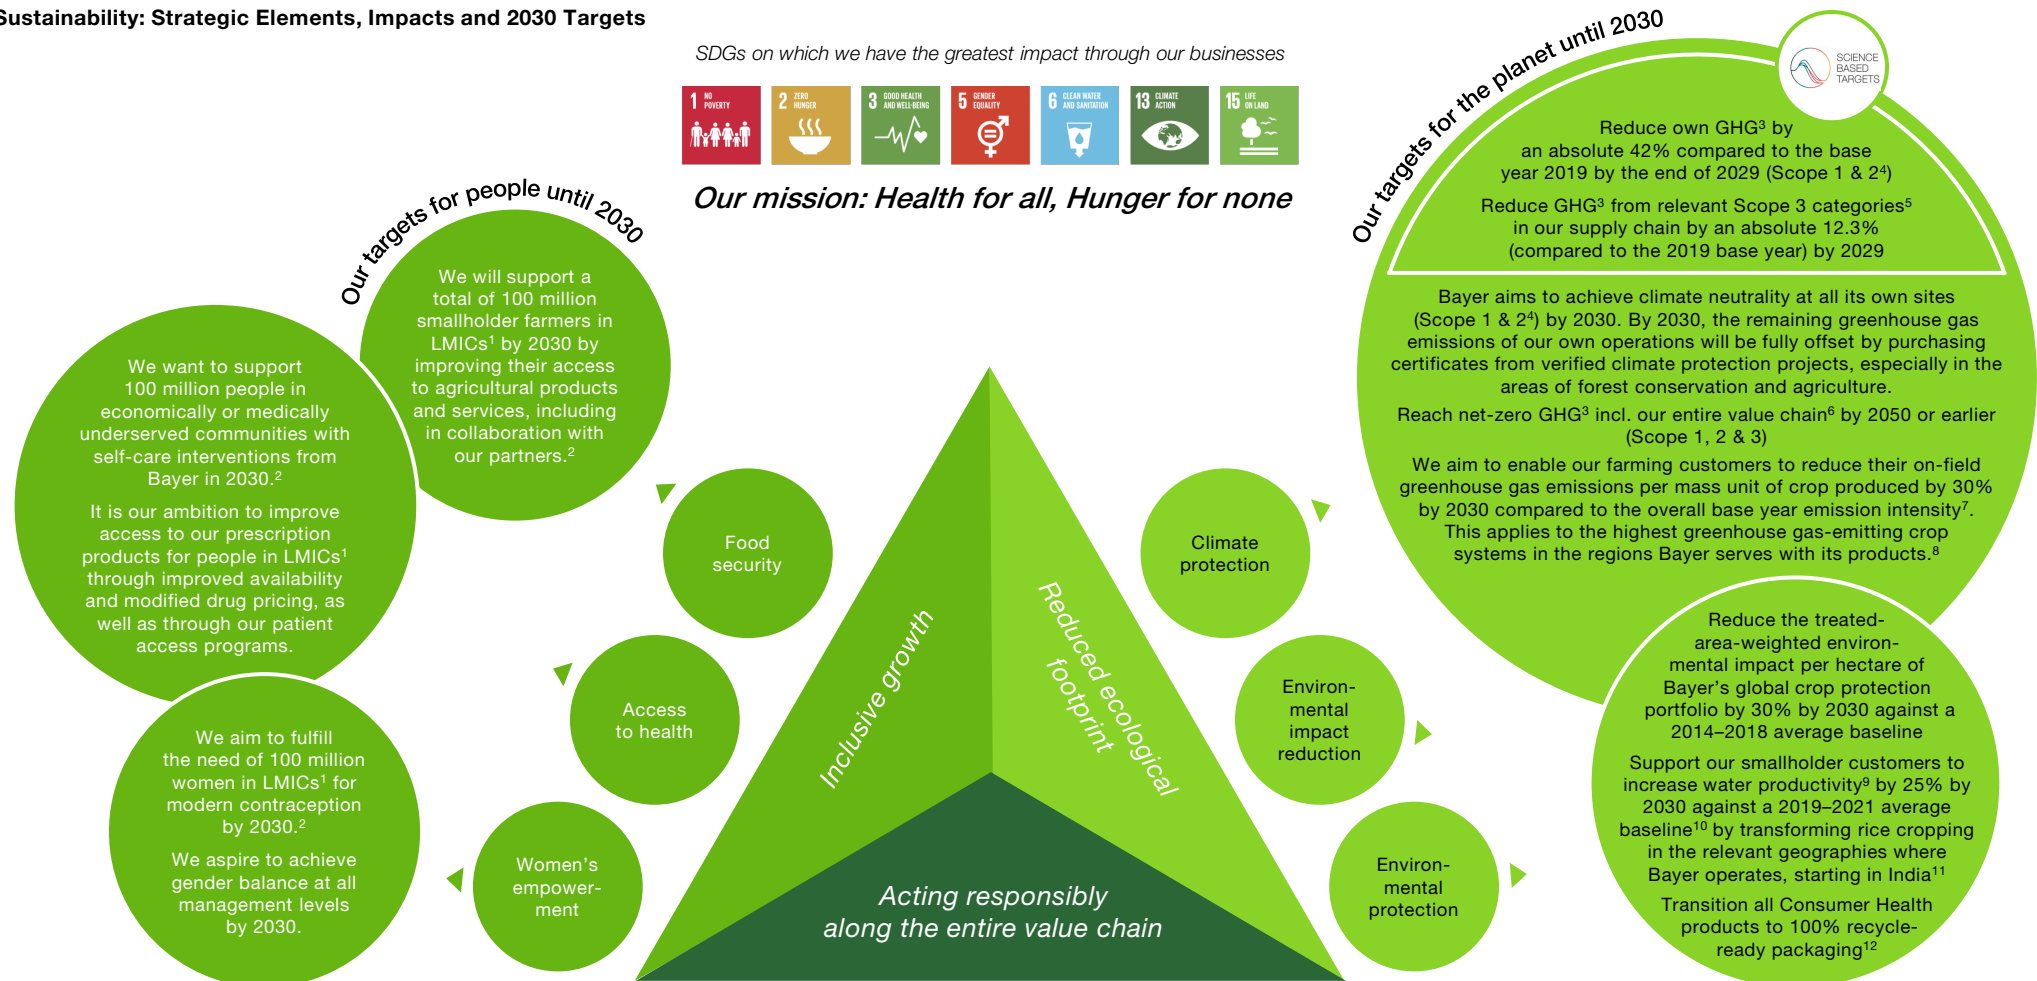 Sustainability: Strategic Elements, Impacts and 2030 Targets
SDGs on which we have the greatest impact through our businesses
1 NO
POVERTY
2 ZERO
HUNGER
3 GOOD HEALTH
AND WELL-BEING
5 GENDER
EQUALITY
6 CLEAN WATER
AND SANITATION
13 CLIMATE
ACTION
15 LIFE
ON LAND
Our mission: Health for all, Hunger for none
Our targets for people until 2030
We will support a
total of 100 million
smallholder farmers in
LMICs¹ by 2030 by
improving their access
to agricultural products
and services, including
in collaboration with
our partners.²
We want to support
100 million people in
economically or medically
underserved communities with
self-care interventions from
Bayer in 2030.²
It is our ambition to improve
access to our prescription
products for people in LMICs¹
through improved availability
and modified drug pricing, as
well as through our patient
access programs.
We aim to fulfill
the need of 100 million
women in LMICs¹ for
modern contraception
by 2030.²
We aspire to achieve
gender balance at all
management levels
by 2030.
Food
security
Access
to health
Women's
empower-
ment
Inclusive growth
Reduced ecological
footprint
Acting responsibly
along the entire value chain
Climate
protection
Environ-
mental
impact
reduction
Environ-
mental
protection
Our targets for the planet until 2030
SCIENCE
BASED
TARGETS
Reduce own GHG³ by
an absolute 42% compared to the base
year 2019 by the end of 2029 (Scope 1 & 2⁴)
Reduce GHG³ from relevant Scope 3 categories⁵
in our supply chain by an absolute 12.3%
(compared to the 2019 base year) by 2029
Bayer aims to achieve climate neutrality at all its own sites
(Scope 1 & 2⁴) by 2030. By 2030, the remaining greenhouse gas
emissions of our own operations will be fully offset by purchasing
certificates from verified climate protection projects, especially in the
areas of forest conservation and agriculture.
Reach net-zero GHG³ incl. our entire value chain⁶ by 2050 or earlier
(Scope 1, 2 & 3)
We aim to enable our farming customers to reduce their on-field
greenhouse gas emissions per mass unit of crop produced by 30%
by 2030 compared to the overall base year emission intensity⁷.
This applies to the highest greenhouse gas-emitting crop
systems in the regions Bayer serves with its products.⁸
Reduce the treated-
area-weighted environ-
mental impact per hectare of
Bayer's global crop protection
portfolio by 30% by 2030 against a
2014–2018 average baseline
Support our smallholder customers to
increase water productivity⁹ by 25% by
2030 against a 2019–2021 average
baseline¹⁰ by transforming rice cropping
in the relevant geographies where
Bayer operates, starting in India¹¹
Transition all Consumer Health
products to 100% recycle-
ready packaging¹²